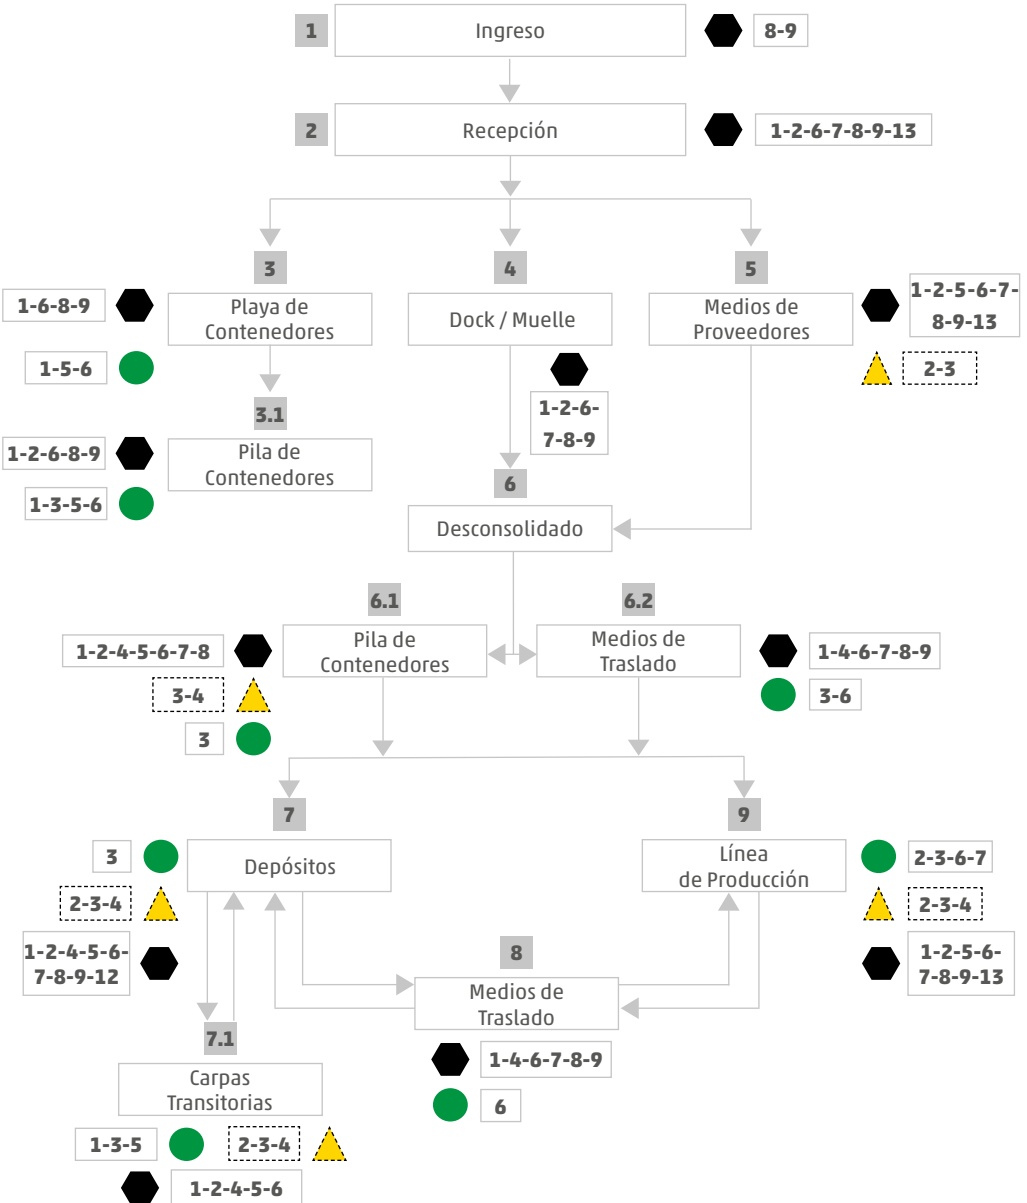 1
Ingreso
8-9
2
Recepción
1-2-6-7-8-9-13
3
4
5
1-6-8-9
Playa de
Contenedores
Dock / Muelle
Medios de
Proveedores
1-2-5-6-7-
8-9-13
1-5-6
2-3
3.1
1-2-6-
7-8-9
1-2-6-8-9
Pila de
Contenedores
1-3-5-6
6
Desconsolidado
6.1
6.2
1-2-4-5-6-7-8
Pila de
Contenedores
Medios de
Traslado
1-4-6-7-8-9
3-4
3-6
3
7
9
3
Depósitos
Línea
de Producción
2-3-6-7
2-3-4
2-3-4
1-2-4-5-6-
7-8-9-12
8
1-2-5-6-
7-8-9-13
Medios de
Traslado
7.1
1-4-6-7-8-9
Carpas
Transitorias
6
1-3-5
2-3-4
1-2-4-5-6